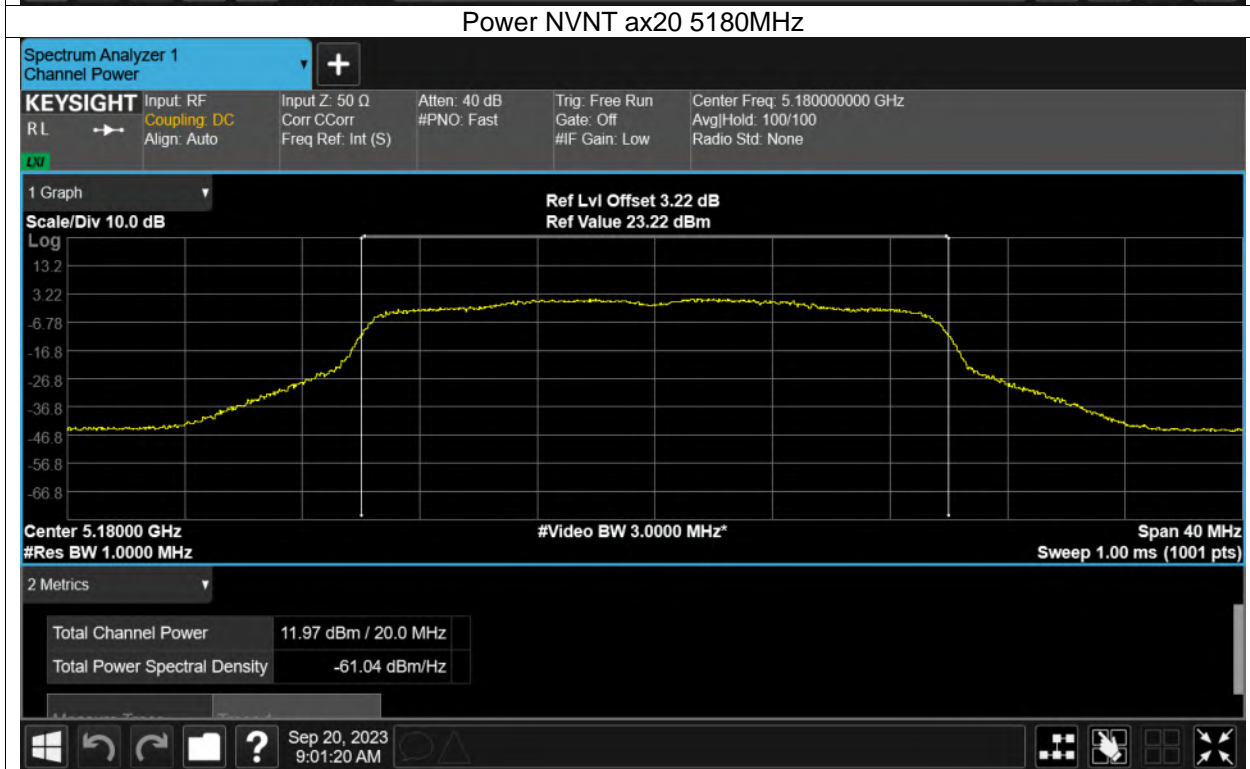 Power NVNT ax20 5180MHz
Spectrum Analyzer 1
Channel Power
+
KEYSIGHT
RL
LXI
Input: RF
Coupling: DC
Align: Auto
Input Z: 50 Ω
Corr CCorr
Freq Ref: Int (S)
Atten: 40 dB
#PNO: Fast
Trig: Free Run
Gate: Off
#IF Gain: Low
Center Freq: 5.180000000 GHz
Avg|Hold: 100/100
Radio Std: None
1 Graph
Scale/Div 10.0 dB
Ref Lvl Offset 3.22 dB
Ref Value 23.22 dBm
Log
13.2
3.22
-6.78
-16.8
-26.8
-36.8
-46.8
-56.8
-66.8
Center 5.18000 GHz
#Video BW 3.0000 MHz*
Span 40 MHz
#Res BW 1.0000 MHz
Sweep 1.00 ms (1001 pts)
2 Metrics
Total Channel Power 11.97 dBm / 20.0 MHz
Total Power Spectral Density -61.04 dBm/Hz
?
Sep 20, 2023
9:01:20 AM